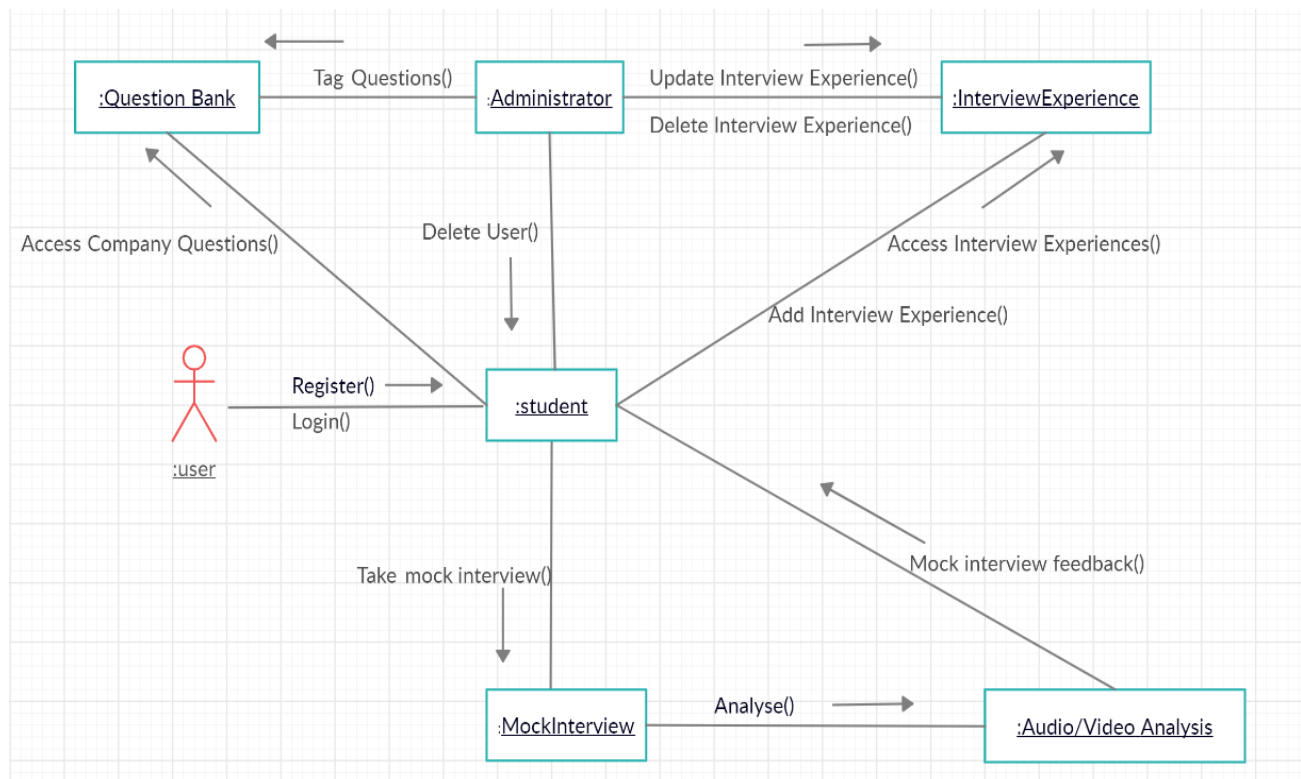 Tag Questions()
Update Interview Experience()
:Question Bank
:Administrator
:InterviewExperience
Delete Interview Experience()
Delete User()
Access Company Questions()
Access Interview Experiences()
Add Interview Experience()
Register()
:student
Login()
:user
Mock interview feedback()
Take mock interview()
Analyse()
:MockInterview
:Audio/Video Analysis